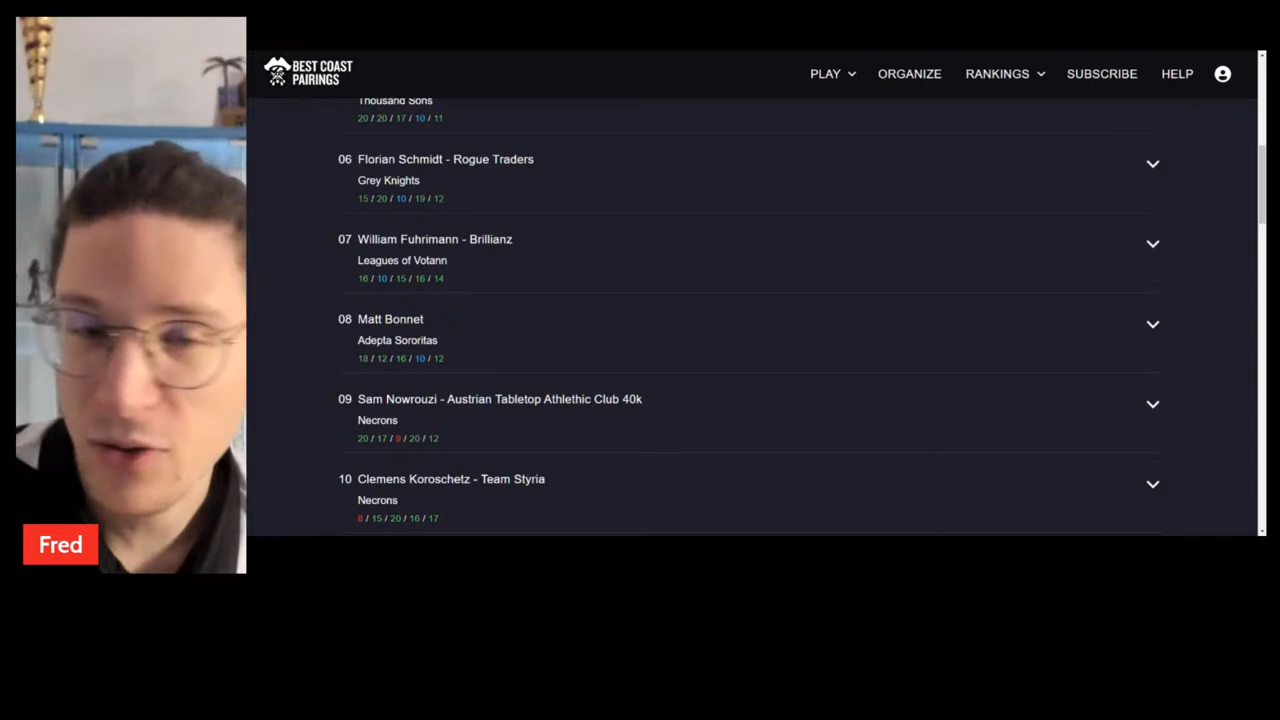 BEST COAST
PAIRINGS
PLAY
ORGANIZE
RANKINGS
SUBSCRIBE
HELP
Thousand Sons
20 / 20 / 17 / 10 / 11
06 Florian Schmidt - Rogue Traders
Grey Knights
15 / 20 / 10 / 19 / 12
07 William Fuhrimann - Brillianz
Leagues of Votann
16 / 10 / 15 / 16 / 14
08 Matt Bonnet
Adepta Sororitas
18 / 12 / 16 / 10 / 12
09 Sam Nowrouzi - Austrian Tabletop Athlethic Club 40k
Necrons
20 / 17 / 9 / 20 / 12
10 Clemens Koroschetz - Team Styria
Necrons
6 / 15 / 20 / 16 / 17
Fred